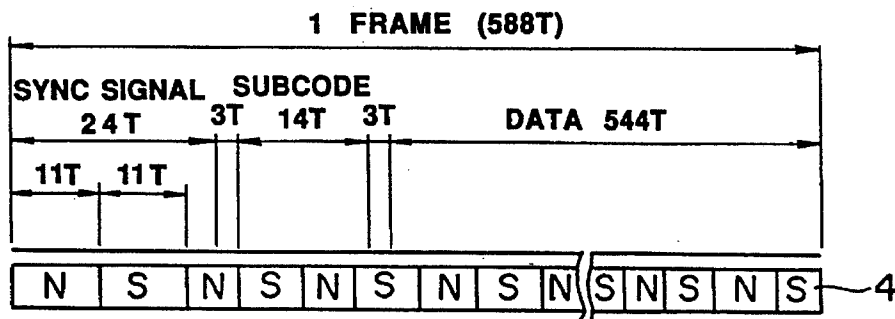 1 FRAME (588T)
SYNC SIGNAL SUBCODE
24T 3T 14T 3T DATA 544T
11T 11T
N S N S N S N S N S N S N S 4